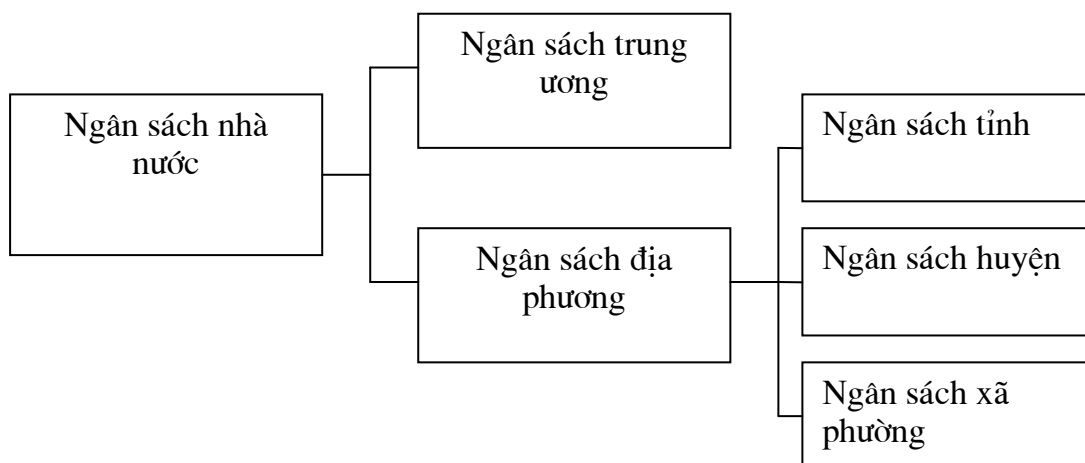 Ngân sách nhà
nước
Ngân sách trung
ương
Ngân sách địa
phương
Ngân sách tỉnh
Ngân sách huyện
Ngân sách xã
phường